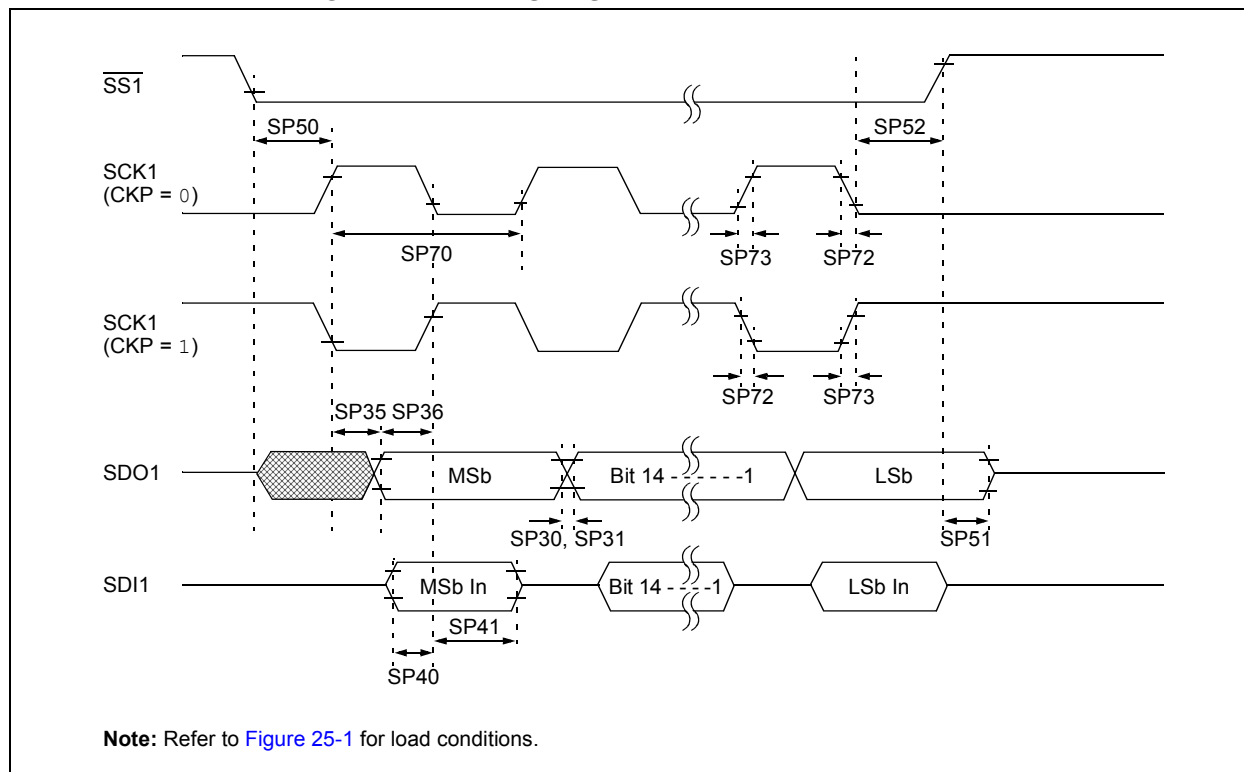 SS1
SP50
SP52
SCK1
(CKP = 0)
SP70
SP73
SP72
SCK1
(CKP = 1)
SP72
SP73
SP35
SP36
SDO1
MSb
Bit 14 - - - - - -1
LSb
SP30, SP31
SP51
SDI1
MSb In
Bit 14 - - - -1
LSb In
SP41
SP40
Note: Refer to Figure 25-1 for load conditions.